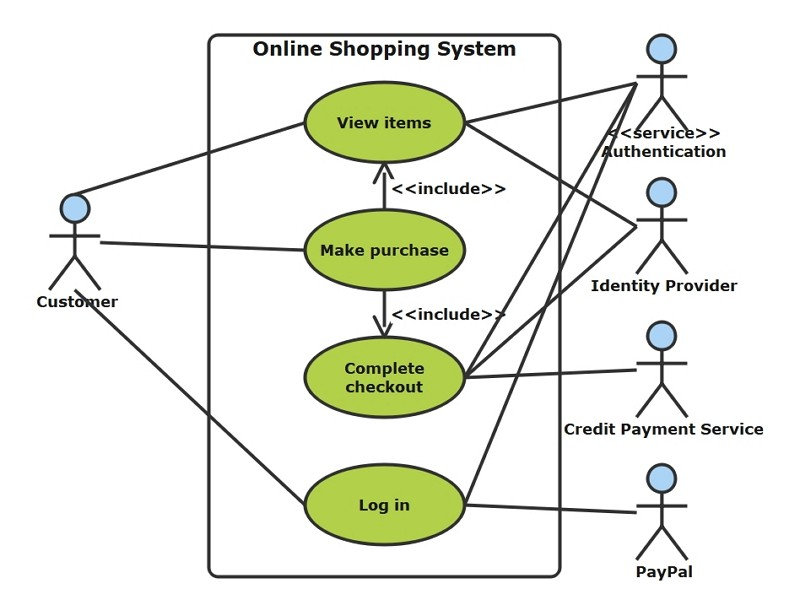 Online Shopping System
View items
<<service>>
Authentication
<<include>>
Make purchase
Identity Provider
Customer
<<include>>
Complete
checkout
Credit Payment Service
Log in
PayPal